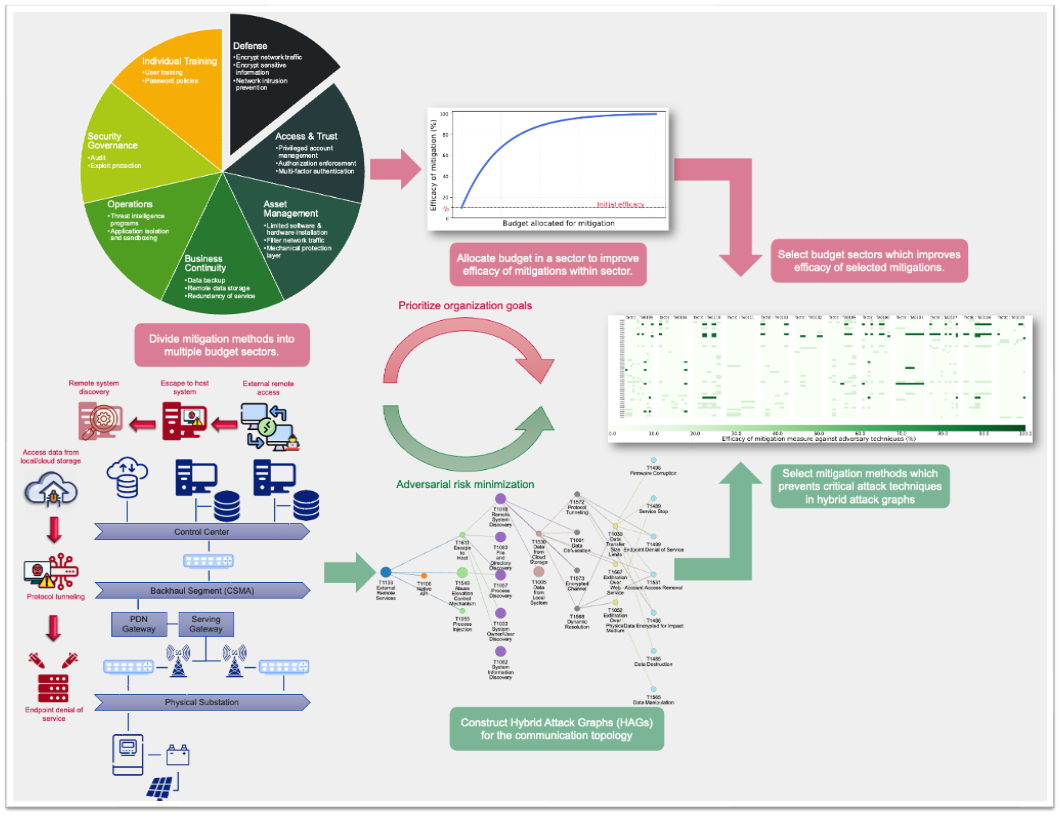 Defense
•Encrypt network traffic
•Encrypt sensitive
information
•Network intrusion
prevention
Individual Training
•User training
•Password policies
Access & Trust
•Privileged account
management
•Authorization enforcement
•Multi-factor authentication
Security
Governance
•Audit
•Exploit protection
Operations
•Threat intelligence
programs
•Application isolation
and sandboxing
Asset
Management
•Limited software &
hardware installation
•Filter network traffic
•Mechanical protection
layer
Business
Continuity
•Data backup
•Remote data storage
•Redundancy of service
Divide mitigation methods into
multiple budget sectors.
Efficacy of mitigation (%)
100
80
60
40
20
0
Initial efficacy
Budget allocated for mitigation
Allocate budget in a sector to improve
efficacy of mitigations within sector.
Select budget sectors which improves
efficacy of selected mitigations.
Prioritize organization goals
Adversarial risk minimization
0.0 10.0 20.0 30.0 40.0 50.0 60.0 70.0 80.0 90.0 100.0
Efficacy of mitigation measure against adversary techniques (%)
Select mitigation methods which
prevents critical attack techniques
in hybrid attack graphs
Remote system
discovery
Escape to host
system
External remote
access
Access data from
local/cloud storage
Protocol tunneling
Endpoint denial of
service
Control Center
Backhaul Segment (CSMA)
PDN
Gateway
Serving
Gateway
Physical Substation
T1133
External
Remote
Services
T1106
Native
API
T1611
Escape
to
Host
T1548
Abuse
Elevation
Control
Mechanism
T1055
Process
Injection
T1018
Remote
System
Discovery
T1083
File
and
Directory
Discovery
T1057
Process
Discovery
T1033
System
Owner/User
Discovery
T1082
System
Information
Discovery
T1530
Data
from
Cloud
Storage
T1005
Data
from
Local
System
T1572
Protocol
Tunneling
T1001
Data
Obfuscation
T1573
Encrypted
Channel
T1568
Dynamic
Resolution
T1030
Data
Transfer
Size
Limits
T1567
Exfiltration
Over
Web
Service
T1052
Exfiltration
Over
Physical
Medium
T1495
Firmware Corruption
T1489
Service Stop
T1499
Endpoint Denial of Service
T1531
Account Access Removal
T1486
Data Encrypted for Impact
T1485
Data Destruction
T1565
Data Manipulation
Construct Hybrid Attack Graphs (HAGs)
for the communication topology